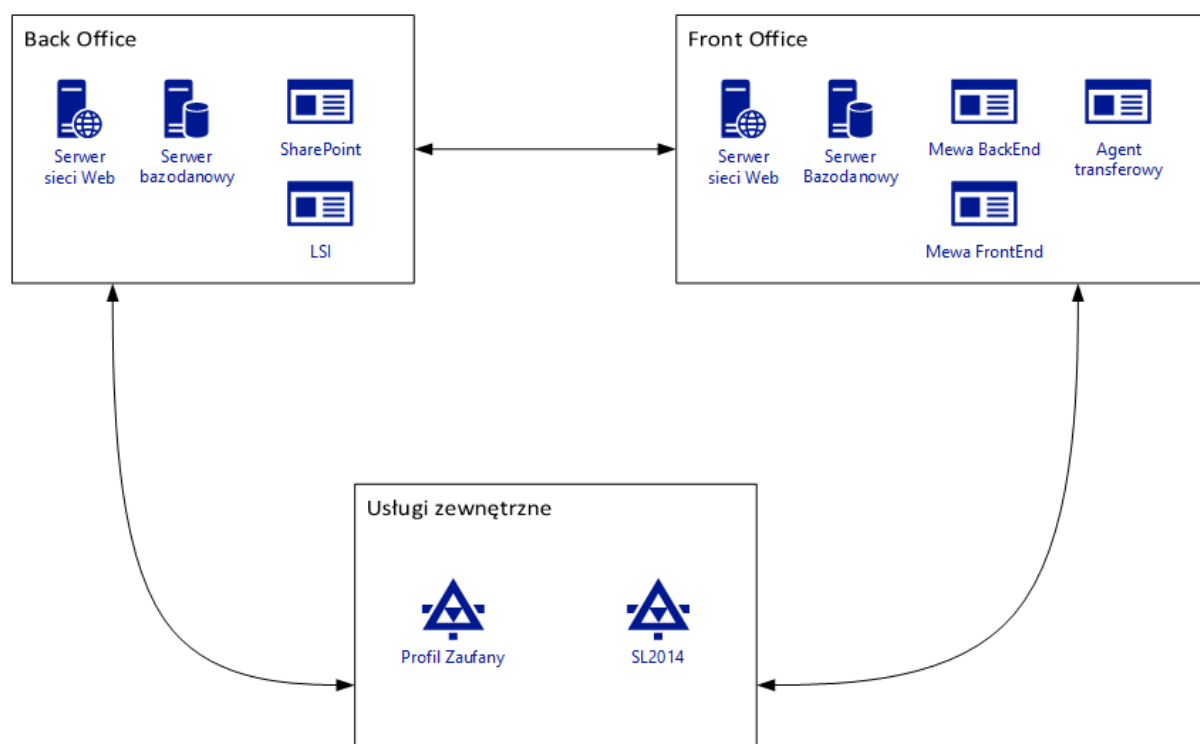 Back Office
Serwer
sieci Web
Serwer
bazodanowy
SharePoint
LSI
Front Office
Serwer
sieci Web
Serwer
Bazodanowy
Mewa BackEnd
Agent
transferowy
Mewa FrontEnd
Usługi zewnętrzne
Profil Zaufany
SL2014